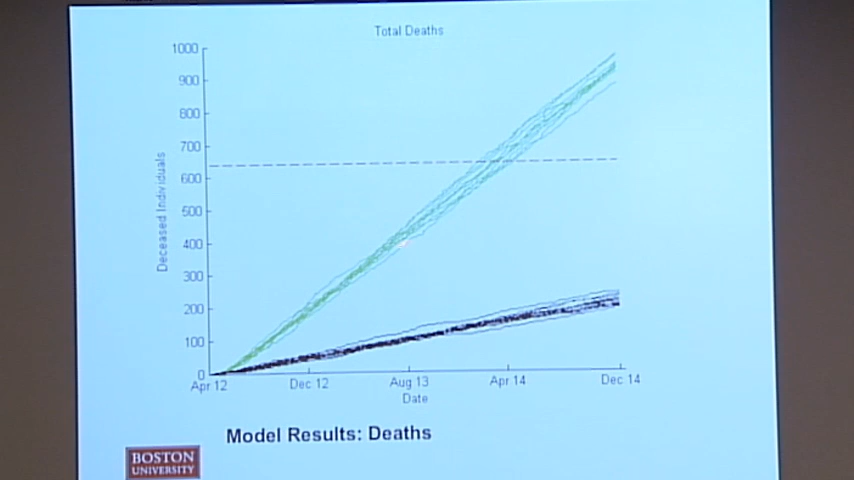 Total Deaths
1000
900
800
700
600
500
400
300
200
100
0
Deceased Individuals
Apr 12 Dec 12 Aug 13 Apr 14 Dec 14
Date
Model Results: Deaths
BOSTON
UNIVERSITY